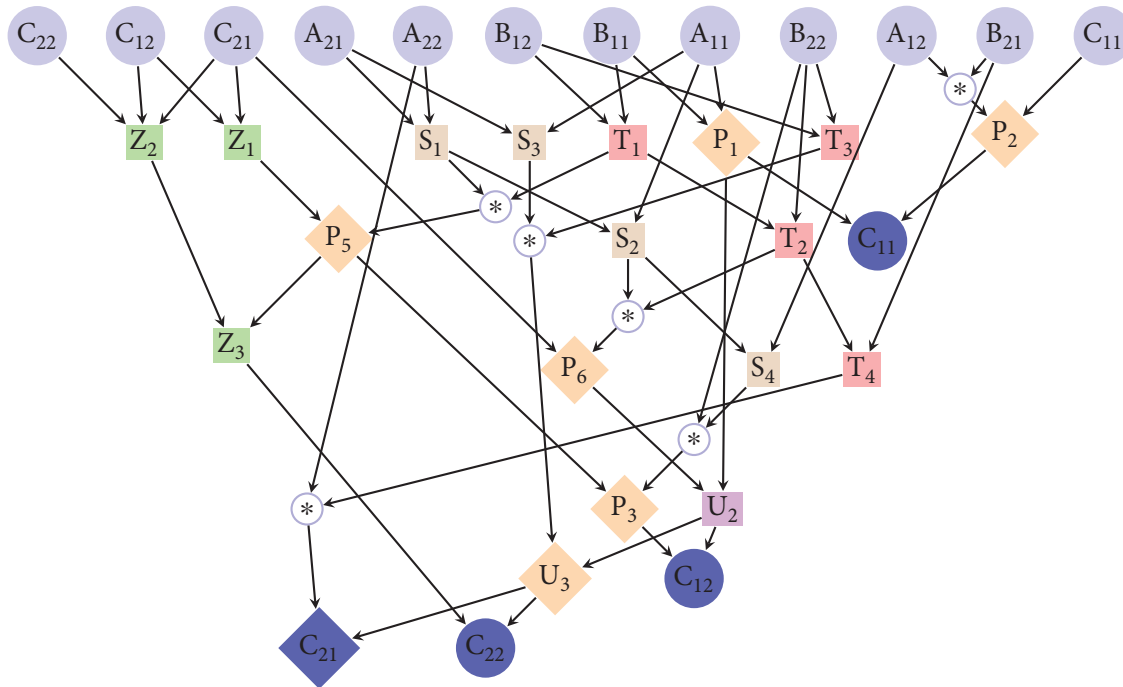 C₂₂ C₁₂ C₂₁ A₂₁ A₂₂ B₁₂ B₁₁ A₁₁ B₂₂ A₁₂ B₂₁ C₁₁
*
Z₂ Z₁ S₁ S₃ T₁ P₁ T₃ P₂
*
P₅ * S₂ T₂ C₁₁
*
Z₃ P₆ S₄ T₄
*
* P₃ U₂
U₃ C₁₂
C₂₁ C₂₂